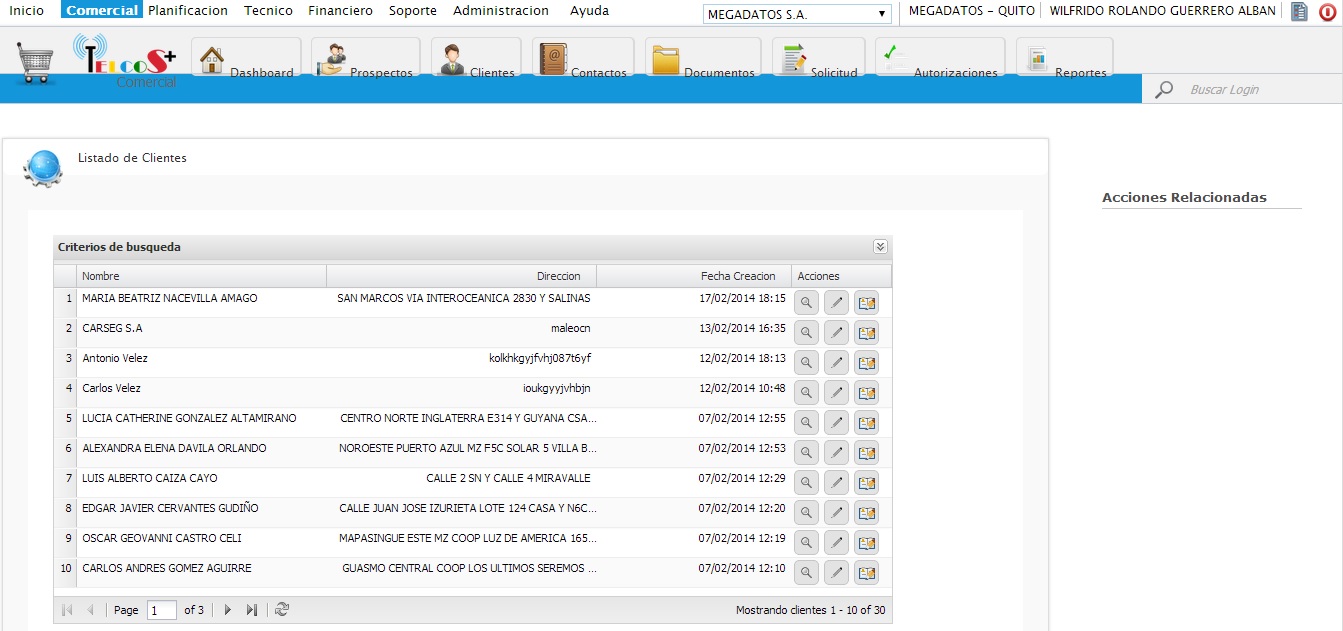 Inicio Comercial Planificacion Tecnico Financiero Soporte Administracion Ayuda MEGADATOS S.A. MEGADATOS - QUITO WILFRIDO ROLANDO GUERRERO ALBAN
TELCOS+ Dashboard Prospectos Clientes Contactos Documentos Solicitud Autorizaciones Reportes
Comercial
Buscar Login
Listado de Clientes
Acciones Relacionadas
Criterios de busqueda
Nombre Direccion Fecha Creacion Acciones
1 MARIA BEATRIZ NACEVILLA AMAGO SAN MARCOS VIA INTEROCEANICA 2830 Y SALINAS 17/02/2014 18:15
2 CARSEG S.A maleocn 13/02/2014 16:35
3 Antonio Velez kolkhkgyjfvhj087t6yf 12/02/2014 18:13
4 Carlos Velez ioukgyyjvhbjn 12/02/2014 10:48
5 LUCIA CATHERINE GONZALEZ ALTAMIRANO CENTRO NORTE INGLATERRA E314 Y GUYANA CSA... 07/02/2014 12:55
6 ALEXANDRA ELENA DAVILA ORLANDO NOROESTE PUERTO AZUL MZ F5C SOLAR 5 VILLA B... 07/02/2014 12:53
7 LUIS ALBERTO CAIZA CAYO CALLE 2 SN Y CALLE 4 MIRAVALLE 07/02/2014 12:29
8 EDGAR JAVIER CERVANTES GUDIÑO CALLE JUAN JOSE IZURIETA LOTE 124 CASA Y N6C... 07/02/2014 12:20
9 OSCAR GEOVANNI CASTRO CELI MAPASINGUE ESTE MZ COOP LUZ DE AMERICA 165... 07/02/2014 12:19
10 CARLOS ANDRES GOMEZ AGUIRRE GUASMO CENTRAL COOP LOS ULTIMOS SEREMOS ... 07/02/2014 12:10
Page 1 of 3 Mostrando clientes 1 - 10 of 30